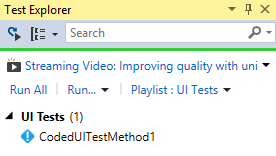 Test Explorer
Search
Streaming Video: Improving quality with uni
Run All | Run... | Playlist : UI Tests
UI Tests (1)
CodedUITestMethod1